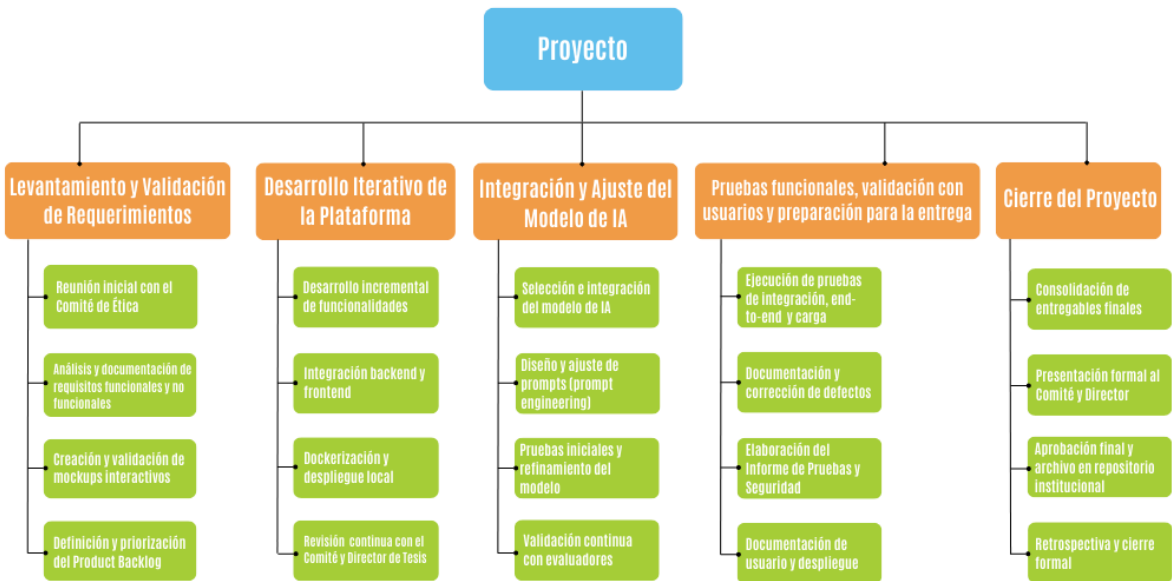 Proyecto
Levantamiento y Validación
de Requerimientos
Reunión inicial con el
Comité de Ética
Análisis y documentación de
requisitos funcionales y no
funcionales
Creación y validación de
mockups interactivos
Definición y priorización
del Product Backlog
Desarrollo Iterativo de
la Plataforma
Desarrollo incremental
de funcionalidades
Integración backend y
frontend
Dockerización y
despliegue local
Revisión continua con el
Comité y Director de Tesis
Integración y Ajuste del
Modelo de IA
Selección e integración
del modelo de IA
Diseño y ajuste de
prompts (prompt
engineering)
Pruebas iniciales y
refinamiento del
modelo
Validación continua
con evaluadores
Pruebas funcionales, validación con
usuarios y preparación para la entrega
Ejecución de pruebas
de integración, end-
to-end y carga
Documentación y
corrección de defectos
Elaboración del
Informe de Pruebas y
Seguridad
Documentación de
usuario y despliegue
Cierre del Proyecto
Consolidación de
entregables finales
Presentación formal al
Comité y Director
Aprobación final y
archivo en repositorio
institucional
Retrospectiva y cierre
formal